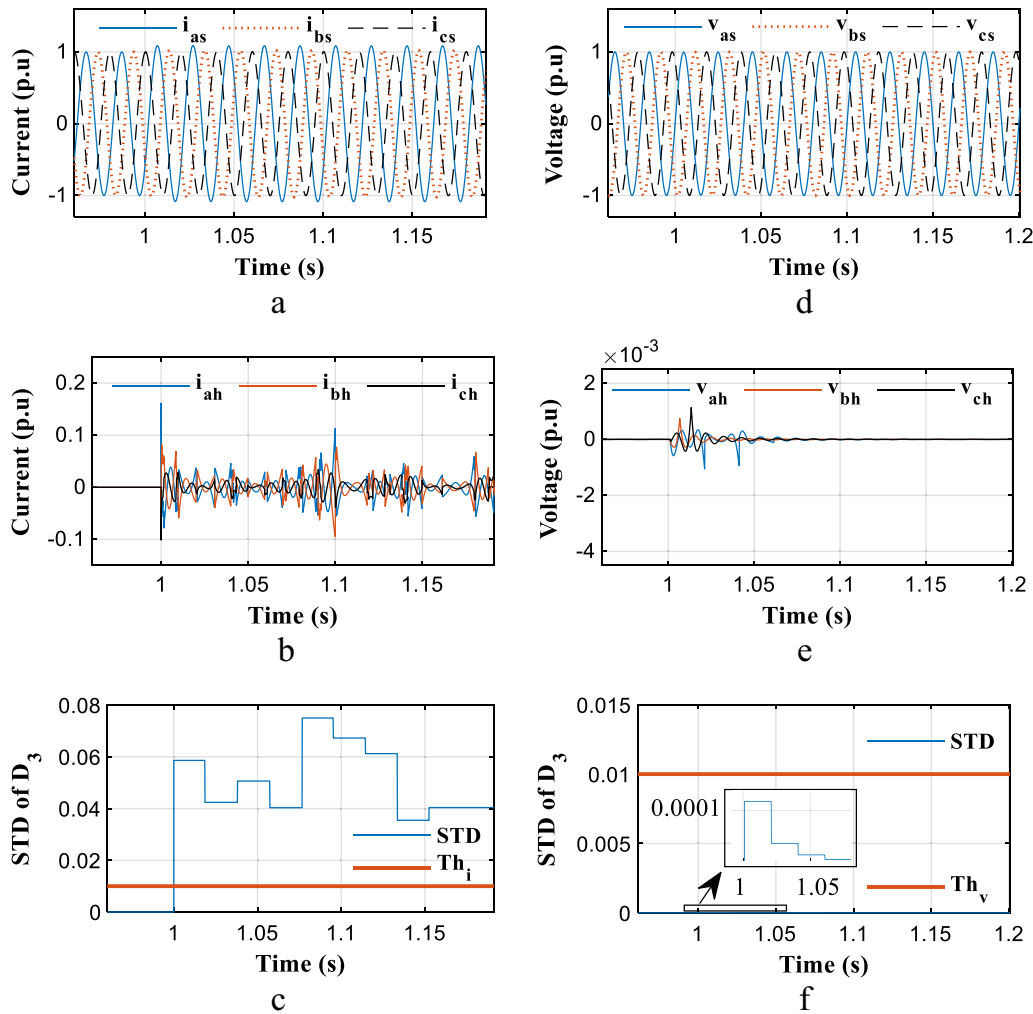 i_as i_bs i_cs
Current (p.u)
1
0
-1
1 1.05 1.1 1.15
Time (s)
a
v_as v_bs v_cs
Voltage (p.u)
1
0
-1
1 1.05 1.1 1.15 1.2
Time (s)
d
i_ah i_bh i_ch
Current (p.u)
0.2
0.1
0
-0.1
1 1.05 1.1 1.15
Time (s)
b
×10^-3
v_ah v_bh v_ch
Voltage (p.u)
2
0
-2
-4
1 1.05 1.1 1.15 1.2
Time (s)
e
STD of D_3
0.08
0.06
0.04
0.02
0
STD
Th_i
1 1.05 1.1 1.15
Time (s)
c
STD of D_3
0.015
0.01
0.005
0
STD
0.0001
1 1.05
Th_v
1 1.05 1.1 1.15 1.2
Time (s)
f